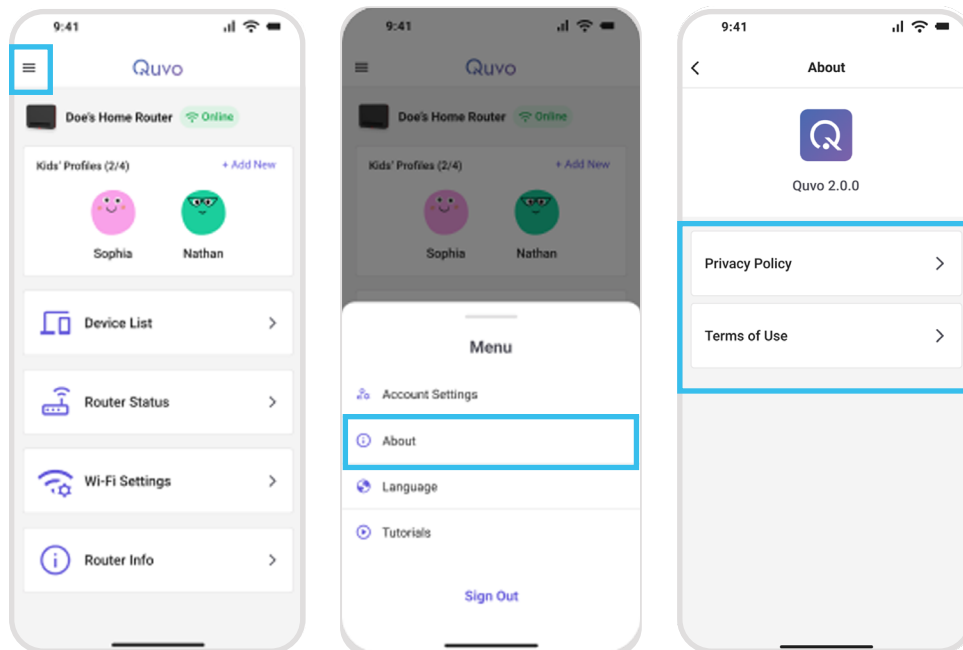 9:41
Quvo
Doe's Home Router Online
Kids' Profiles (2/4) + Add New
Sophia Nathan
Device List
Router Status
Wi-Fi Settings
Router Info
9:41
Quvo
Doe's Home Router Online
Kids' Profiles (2/4) + Add New
Sophia Nathan
Menu
Account Settings
About
Language
Tutorials
Sign Out
9:41
About
Quvo 2.0.0
Privacy Policy
Terms of Use